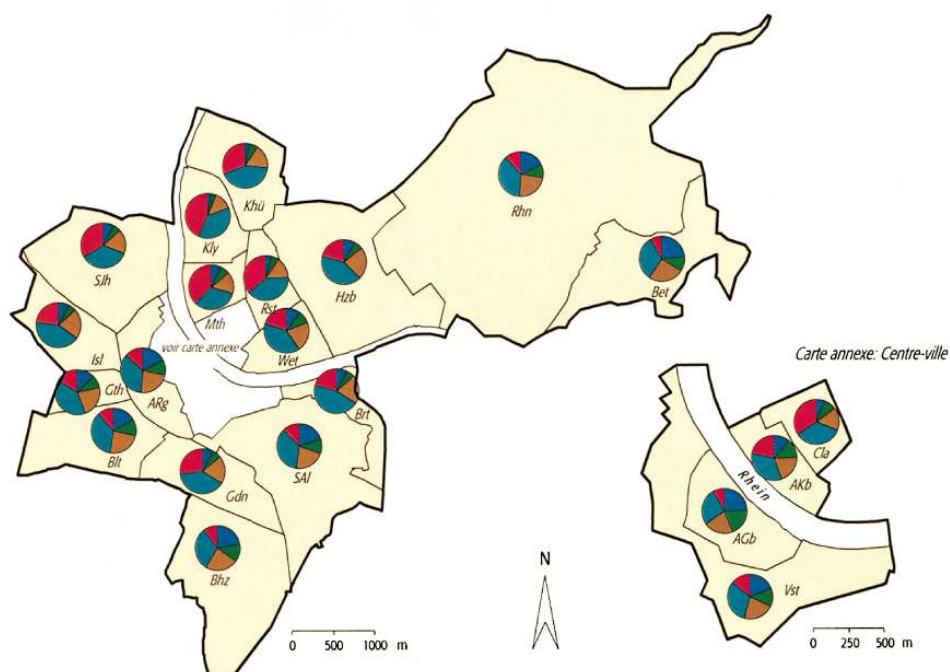 Khü
Rhn
Kly
SJh
Hzb
Bet
Rst
Mth
voir carte annexe
Wet
Isl
Carte annexe: Centre-ville
Gth
ARg
Brt
Blt
SAl
Gdn
Cla
AKb
Rhein
AGb
Bhz
Vst
N
0 500 1000 m
0 250 500 m